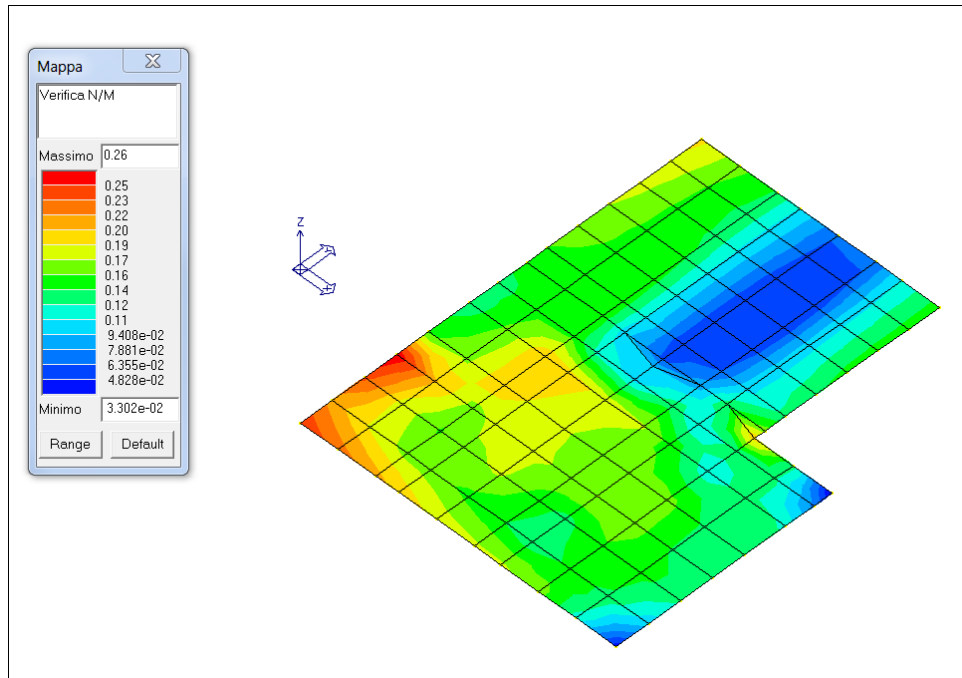 Mappa
Verifica N/M
Massimo 0.26
0.25
0.23
0.22
0.20
0.19
0.17
0.16
0.14
0.12
0.11
9.408e-02
7.881e-02
6.355e-02
4.828e-02
Minimo 3.302e-02
Range Default
Z